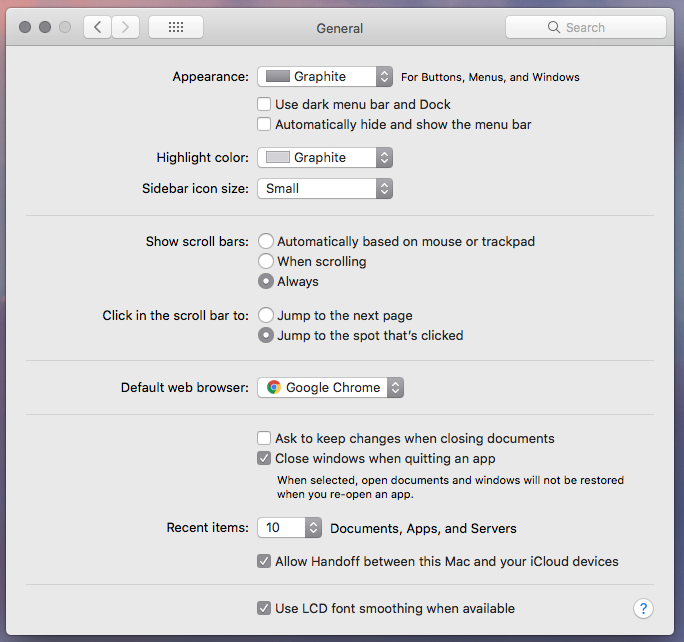 General
Search
Appearance: Graphite For Buttons, Menus, and Windows
Use dark menu bar and Dock
Automatically hide and show the menu bar
Highlight color: Graphite
Sidebar icon size: Small
Show scroll bars: Automatically based on mouse or trackpad
When scrolling
Always
Click in the scroll bar to: Jump to the next page
Jump to the spot that's clicked
Default web browser: Google Chrome
Ask to keep changes when closing documents
Close windows when quitting an app
When selected, open documents and windows will not be restored
when you re-open an app.
Recent items: 10 Documents, Apps, and Servers
Allow Handoff between this Mac and your iCloud devices
Use LCD font smoothing when available
?